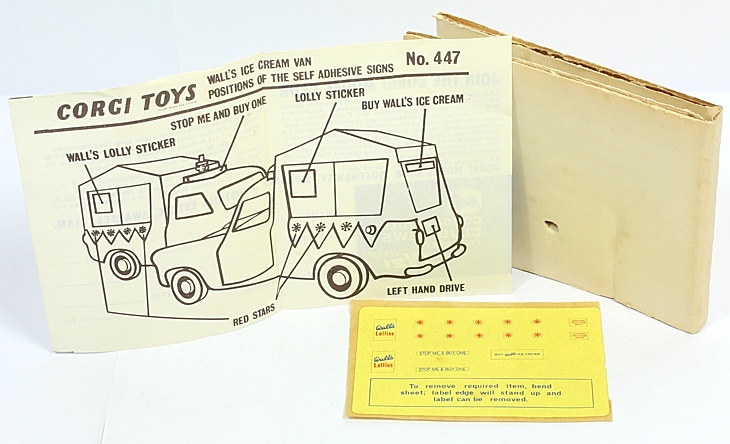 CORGI TOYS
WALL'S ICE CREAM VAN
POSITIONS OF THE SELF ADHESIVE SIGNS
No. 447
STOP ME AND BUY ONE
LOLLY STICKER
BUY WALL'S ICE CREAM
WALL'S LOLLY STICKER
RED STARS
LEFT HAND DRIVE
Wall's
Lollies
Wall's
Lollies
STOP ME & BUY ONE
BUY Wall's ICE CREAM
STOP ME & BUY ONE
To remove required item, bend
sheet; label edge will stand up and
label can be removed.